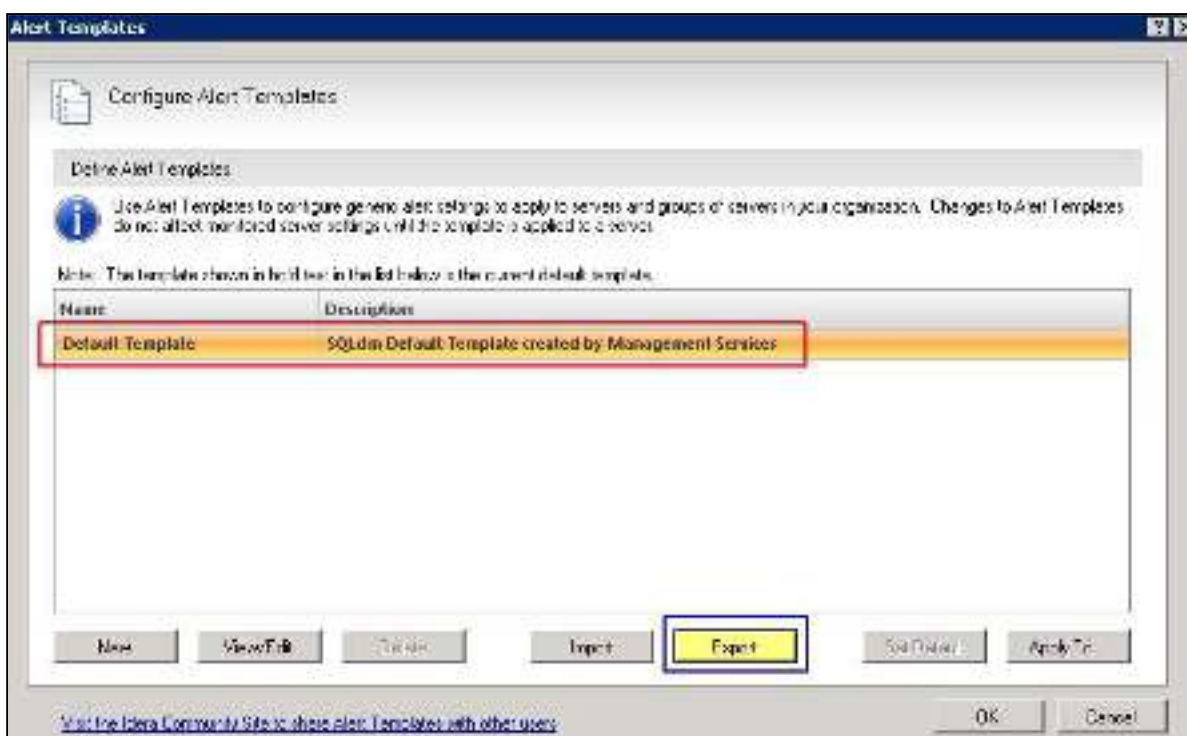 Alert Templates
Configure Alert Templates
Define Alert Templates
Use Alert Templates to configure generic alert settings to apply to servers and groups of servers in your organization. Changes to Alert Templates
do not affect monitored server settings until the template is applied to a server.
Note: The template shown in bold text in the list below is the current default template.
Name Description
Default Template SQLdm Default Template created by Management Services
New View/Edit Delete Import Export Set Default Apply To
Visit the Idera Community Site to share Alert Templates with other users
OK Cancel